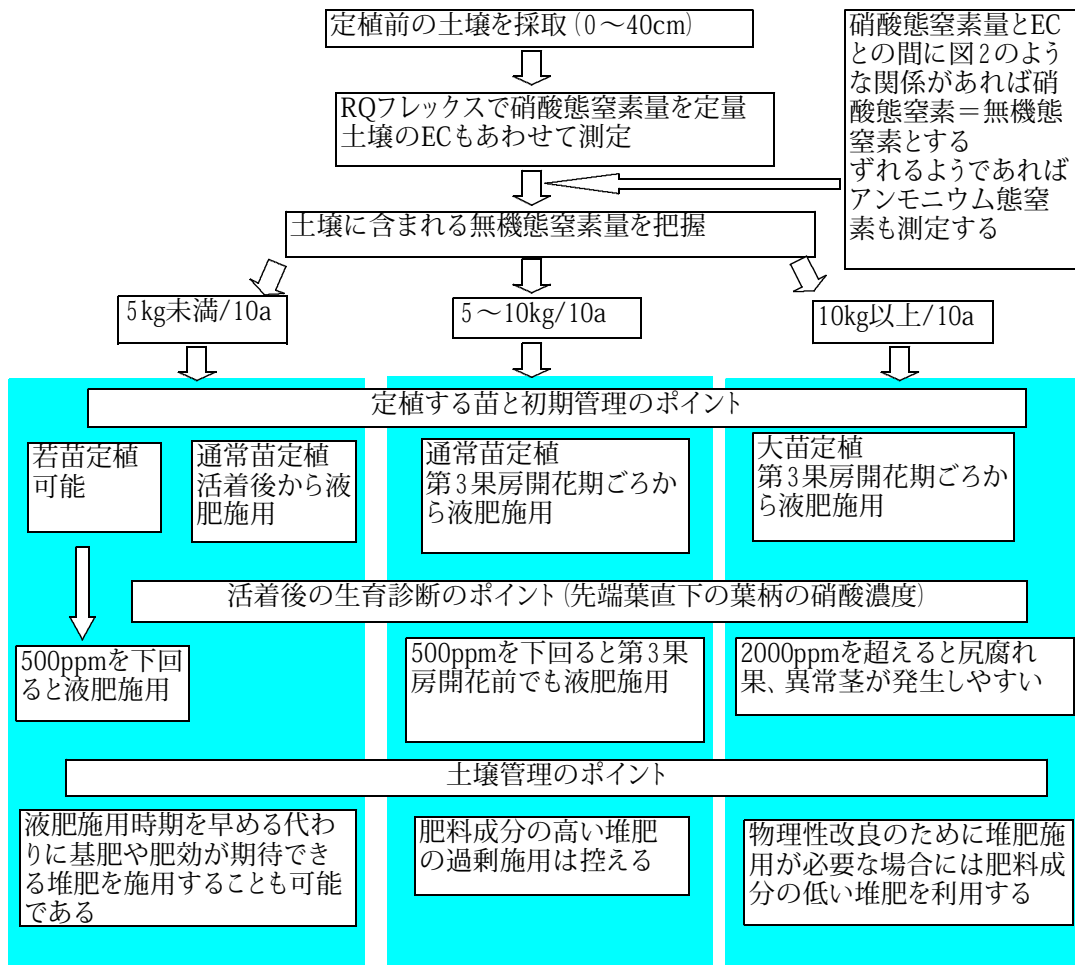 定植前の土壌を採取(0～40cm)
硝酸態窒素量とEC
との間に図2のよう
な関係があれば硝
酸態窒素＝無機態
窒素とする
ずれるようであれば
アンモニウム態窒
素も測定する
RQフレックスで硝酸態窒素量を定量
土壌のECもあわせて測定
土壌に含まれる無機態窒素量を把握
5kg未満/10a
5～10kg/10a
10kg以上/10a
定植する苗と初期管理のポイント
若苗定植
可能
通常苗定植
活着後から液
肥施用
通常苗定植
第3果房開花期ごろか
ら液肥施用
大苗定植
第3果房開花期ごろか
ら液肥施用
活着後の生育診断のポイント(先端葉直下の葉柄の硝酸濃度)
500ppmを下回
ると液肥施用
500ppmを下回ると第3果
房開花前でも液肥施用
2000ppmを超えると尻腐れ
果、異常茎が発生しやすい
土壌管理のポイント
液肥施用時期を早める代わ
りに基肥や肥効が期待でき
る堆肥を施用することも可能
である
肥料成分の高い堆肥
の過剰施用は控える
物理性改良のために堆肥施
用が必要な場合には肥料成
分の低い堆肥を利用する